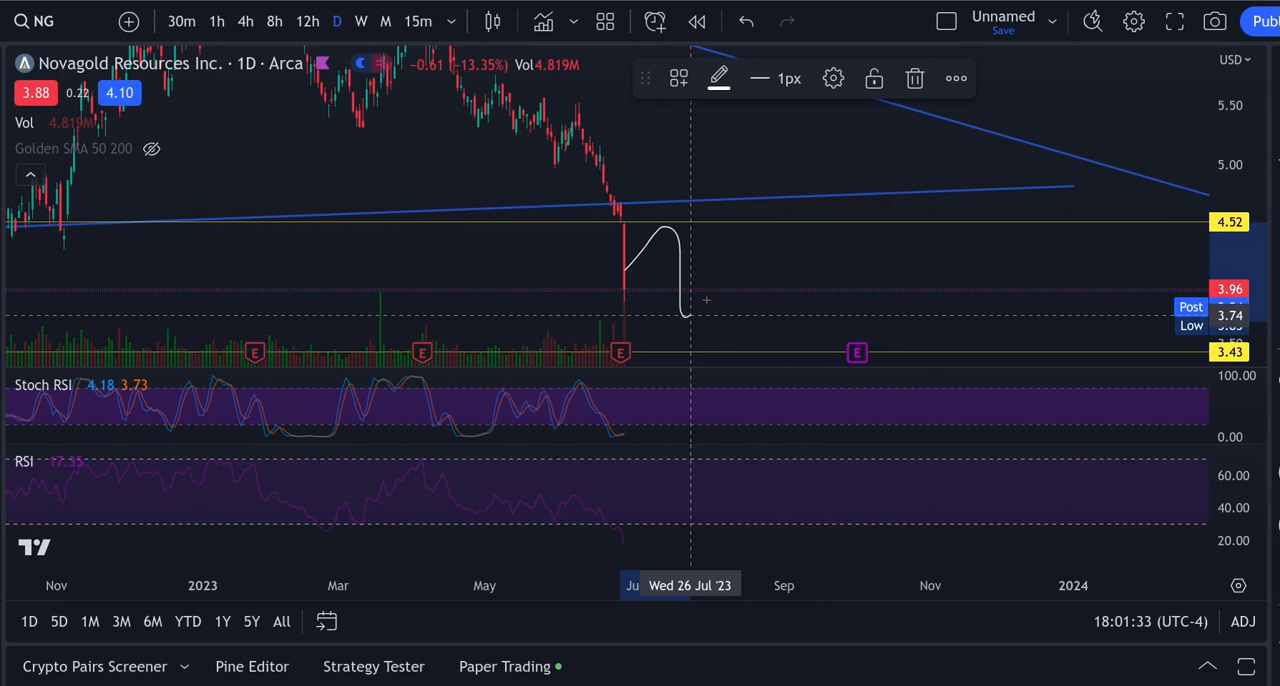 NG 30m 1h 4h 8h 12h D W M 15m Unnamed Save Publ
Novagold Resources Inc. · 1D · Arca −0.61 (−13.35%) Vol4.819M
USD
3.88 0.22 4.10 1px
5.50
Vol 4.819M
Golden SMA 50 200
5.00
4.52
3.96
Post
3.74
Low
E E E E 3.43
Stoch RSI 4.18 3.73 100.00
0.00
RSI 17.35
60.00
40.00
20.00
Nov 2023 Mar May Ju Wed 26 Jul '23 Sep Nov 2024
1D 5D 1M 3M 6M YTD 1Y 5Y All 18:01:33 (UTC-4) ADJ
Crypto Pairs Screener Pine Editor Strategy Tester Paper Trading